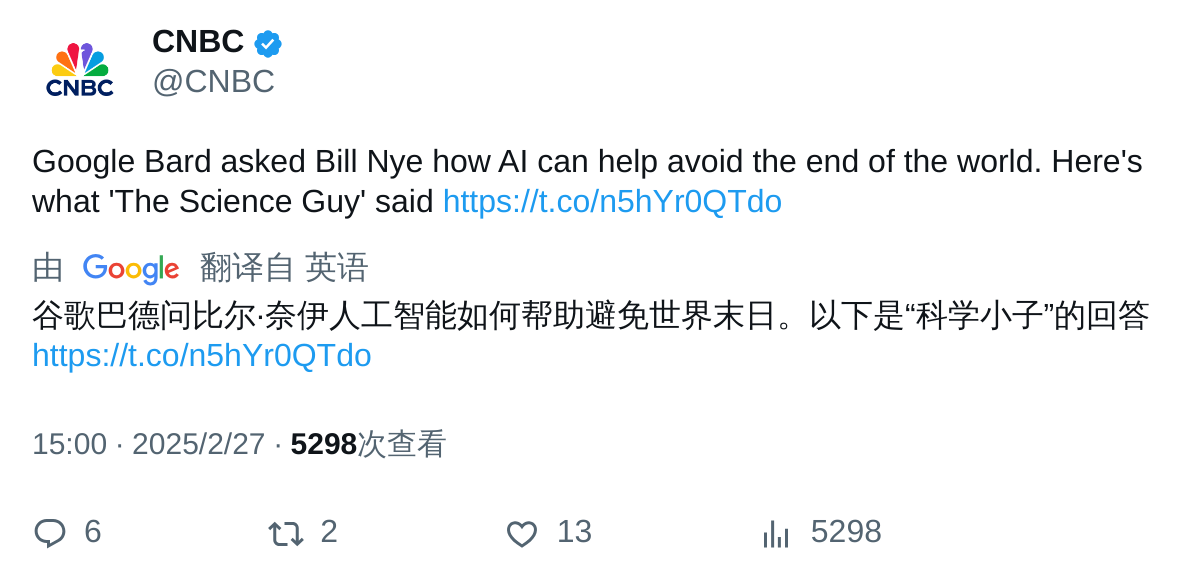 CNBC
CNBC
@CNBC
Google Bard asked Bill Nye how AI can help avoid the end of the world. Here's
what 'The Science Guy' said https://t.co/n5hYr0QTdo
由 Google 翻译自 英语
谷歌巴德问比尔·奈伊人工智能如何帮助避免世界末日。以下是“科学小子”的回答
https://t.co/n5hYr0QTdo
15:00 · 2025/2/27 · 5298次查看
6 2 13 5298